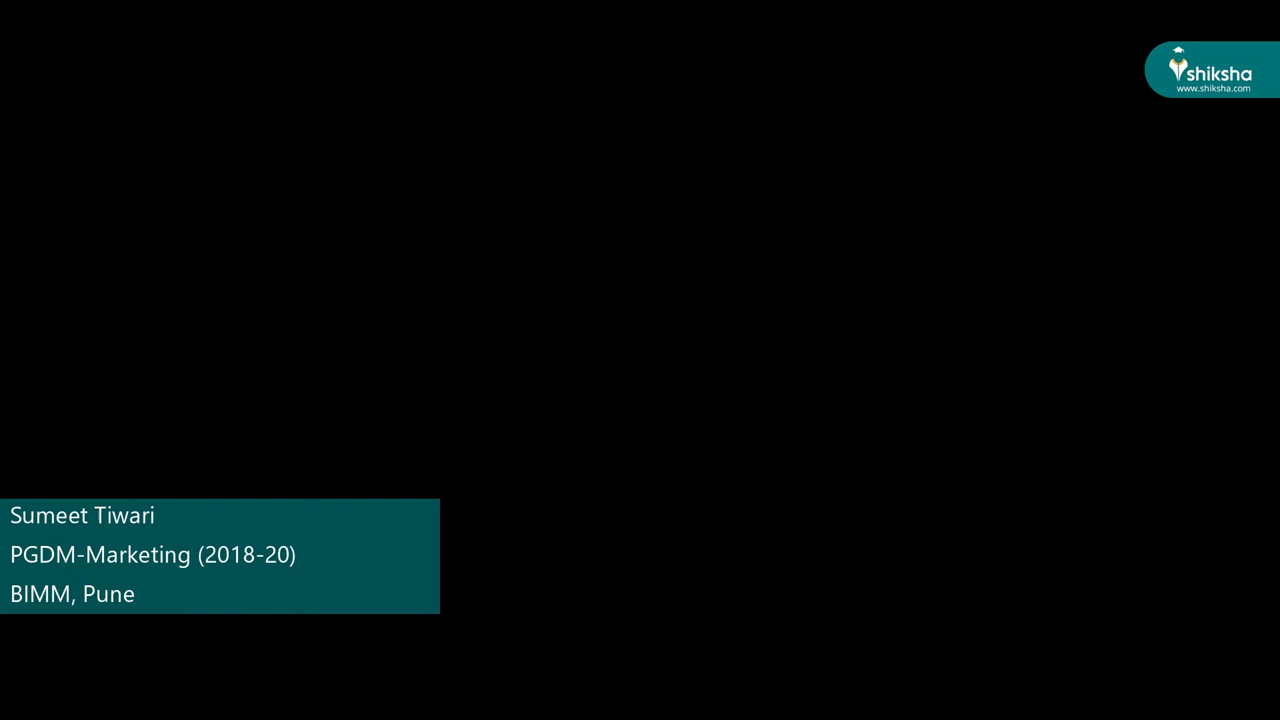 shiksha
www.shiksha.com
Sumeet Tiwari
PGDM-Marketing (2018-20)
BIMM, Pune